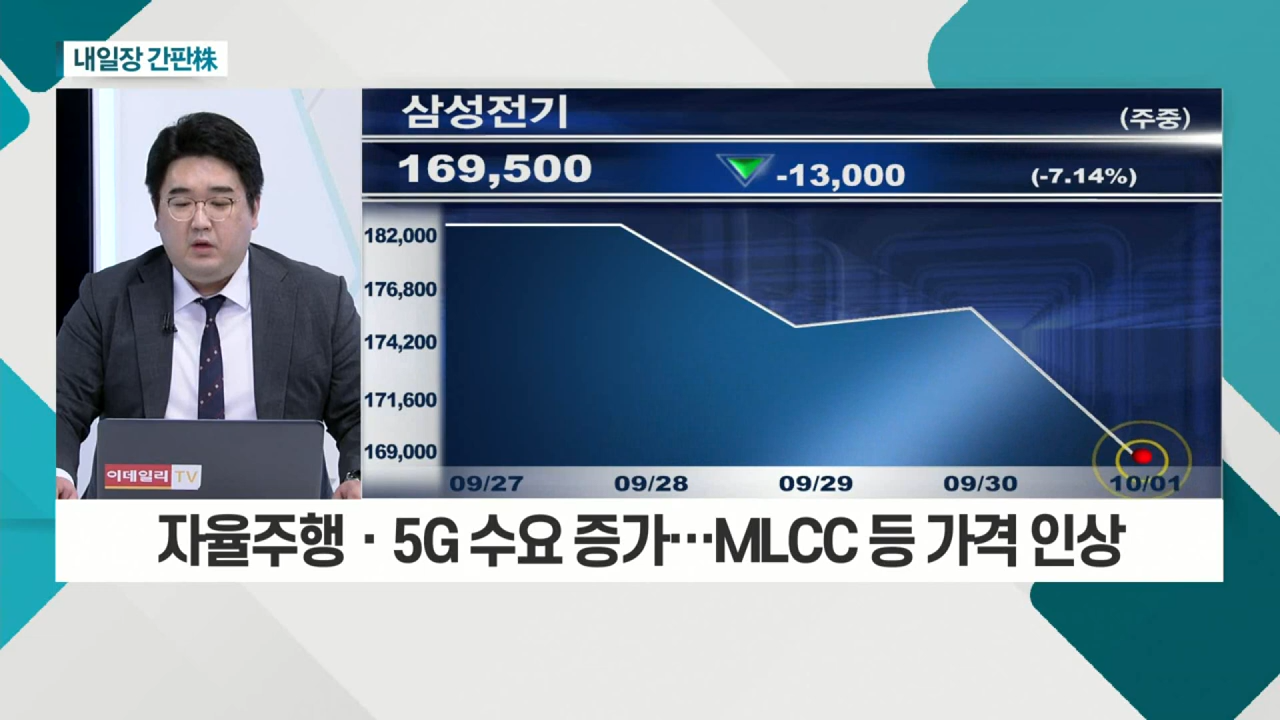 내일장 간판株
삼성전기
(주중)
169,500 -13,000 (-7.14%)
182,000
176,800
174,200
171,600
169,000
09/27 09/28 09/29 09/30 10/01
이데일리TV
자율주행·5G 수요 증가…MLCC 등 가격 인상